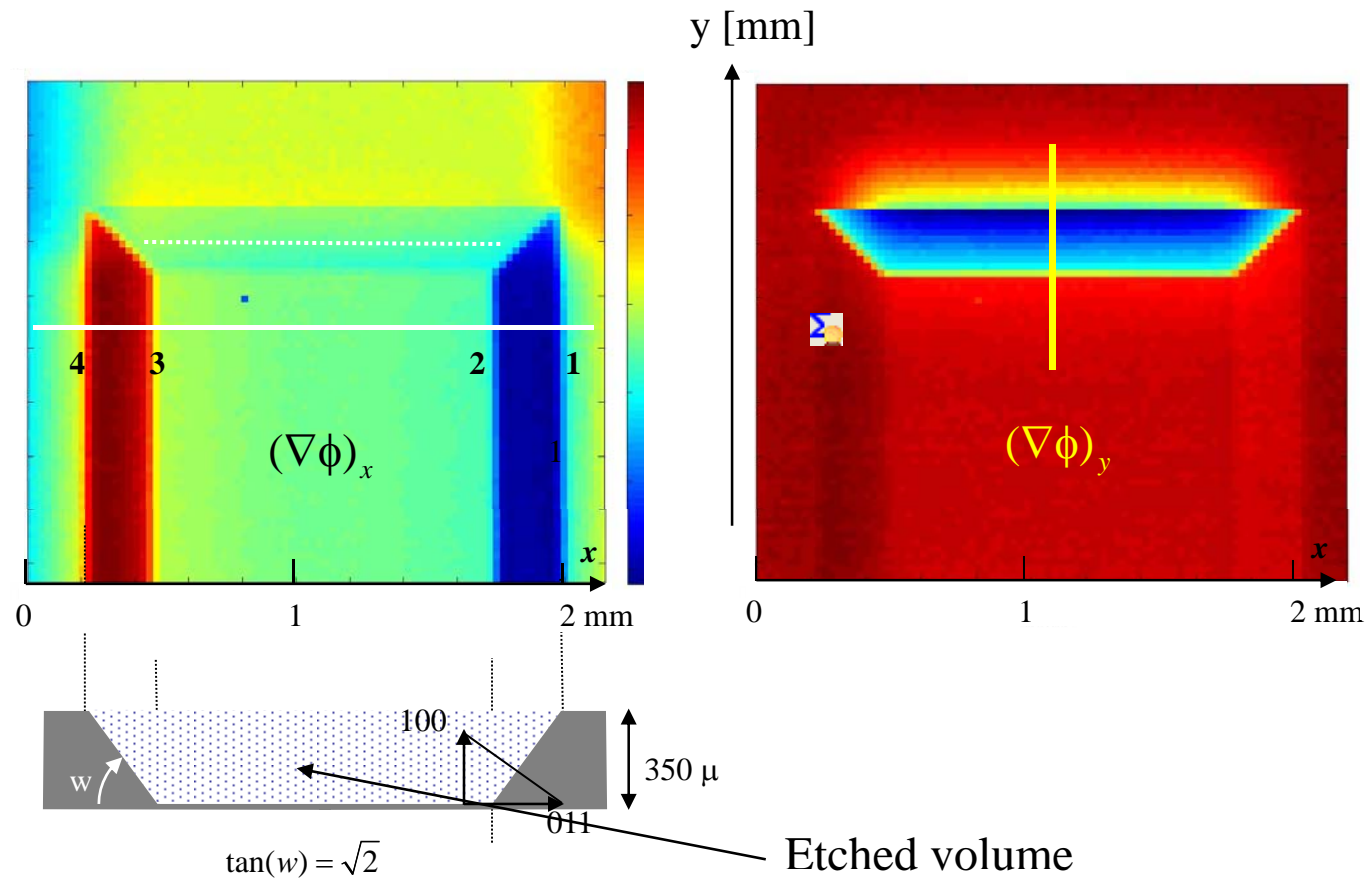 y [mm]
4 3 2 1
(∇ϕ)ₓ
(∇ϕ)ᵧ
Σ
x
x
0 1 2 mm
0 1 2 mm
100
350 μ
w
011
tan(w) = √2
Etched volume